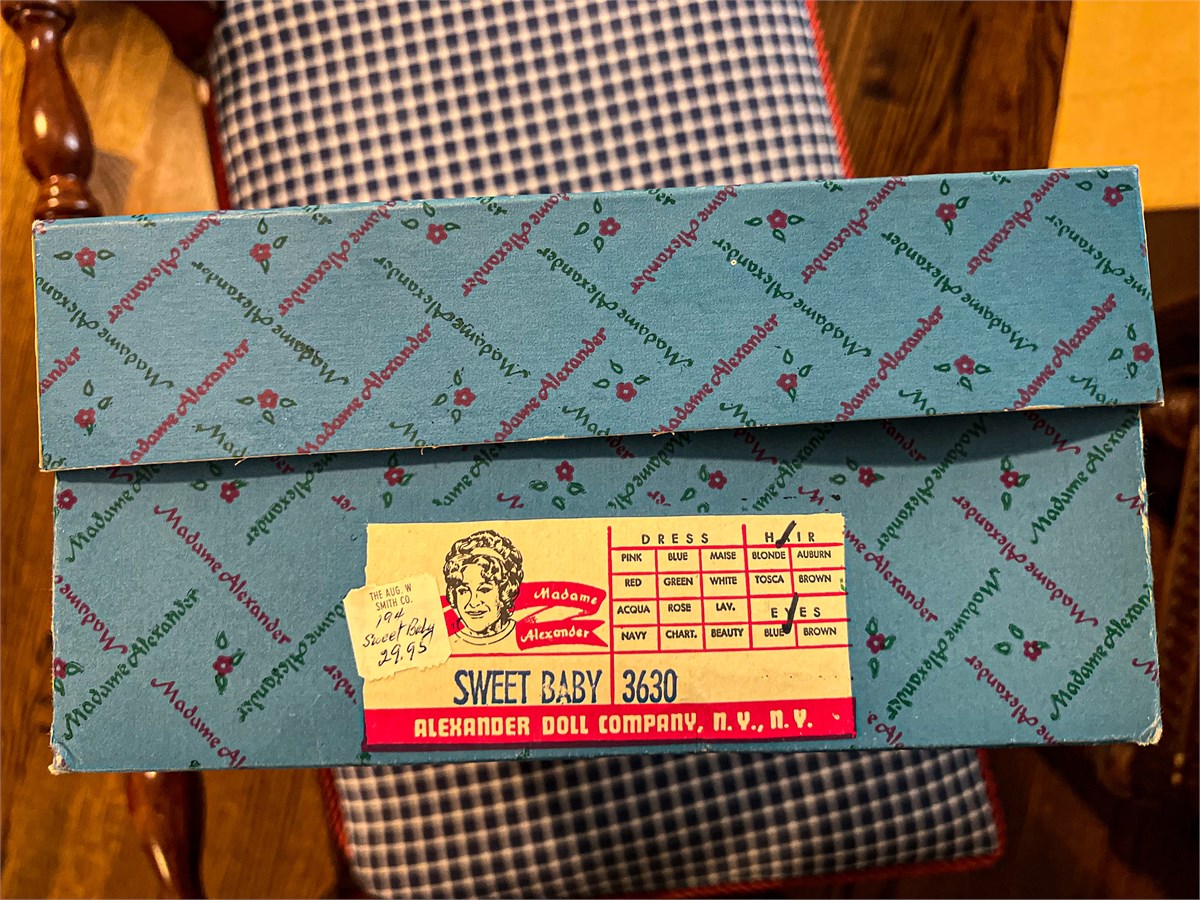 Madame Alexander
THE AUG. W
SMITH CO.
194
Sweet Baby
29.95
Madame
Alexander
DRESS
PINK BLUE MAISE
RED GREEN WHITE
ACQUA ROSE LAV.
NAVY CHART. BEAUTY
HAIR
BLONDE AUBURN
TOSCA BROWN
EYES
BLUE BROWN
SWEET BABY 3630
ALEXANDER DOLL COMPANY, N.Y., N.Y.